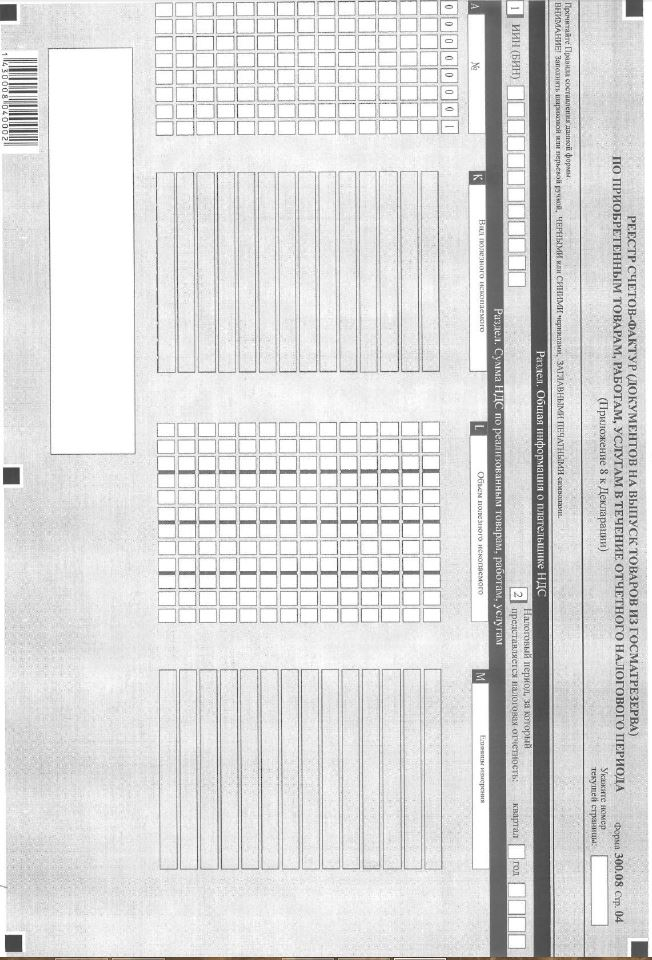 РЕЕСТР СЧЕТОВ-ФАКТУР (ДОКУМЕНТОВ НА ВЫПУСК ТОВАРОВ ИЗ ГОСМАТРЕЗЕРВА)
ПО ПРИОБРЕТЕННЫМ ТОВАРАМ, РАБОТАМ, УСЛУГАМ В ТЕЧЕНИЕ ОТЧЕТНОГО НАЛОГОВОГО ПЕРИОДА
(Приложение 8 к Декларации)
Форма 300.08 Стр. 04
Укажите номер
текущей страницы:
Прочитайте Правила составления данной формы.
ВНИМАНИЕ! Заполнять шариковой или перьевой ручкой, ЧЕРНЫМИ или СИНИМИ чернилами, ЗАГЛАВНЫМИ ПЕЧАТНЫМИ символами.
Раздел. Общая информация о плательщике НДС
1 ИИН (БИН)
2 Налоговый период, за который
представляется налоговая отчетность:
квартал
год
Раздел. Сумма НДС по реализованным товарам, работам, услугам
A №
K Вид полезного ископаемого
L Объем полезного ископаемого
M Единицы измерения
0 0 0 0 0 0 0 1
1 430008 040002